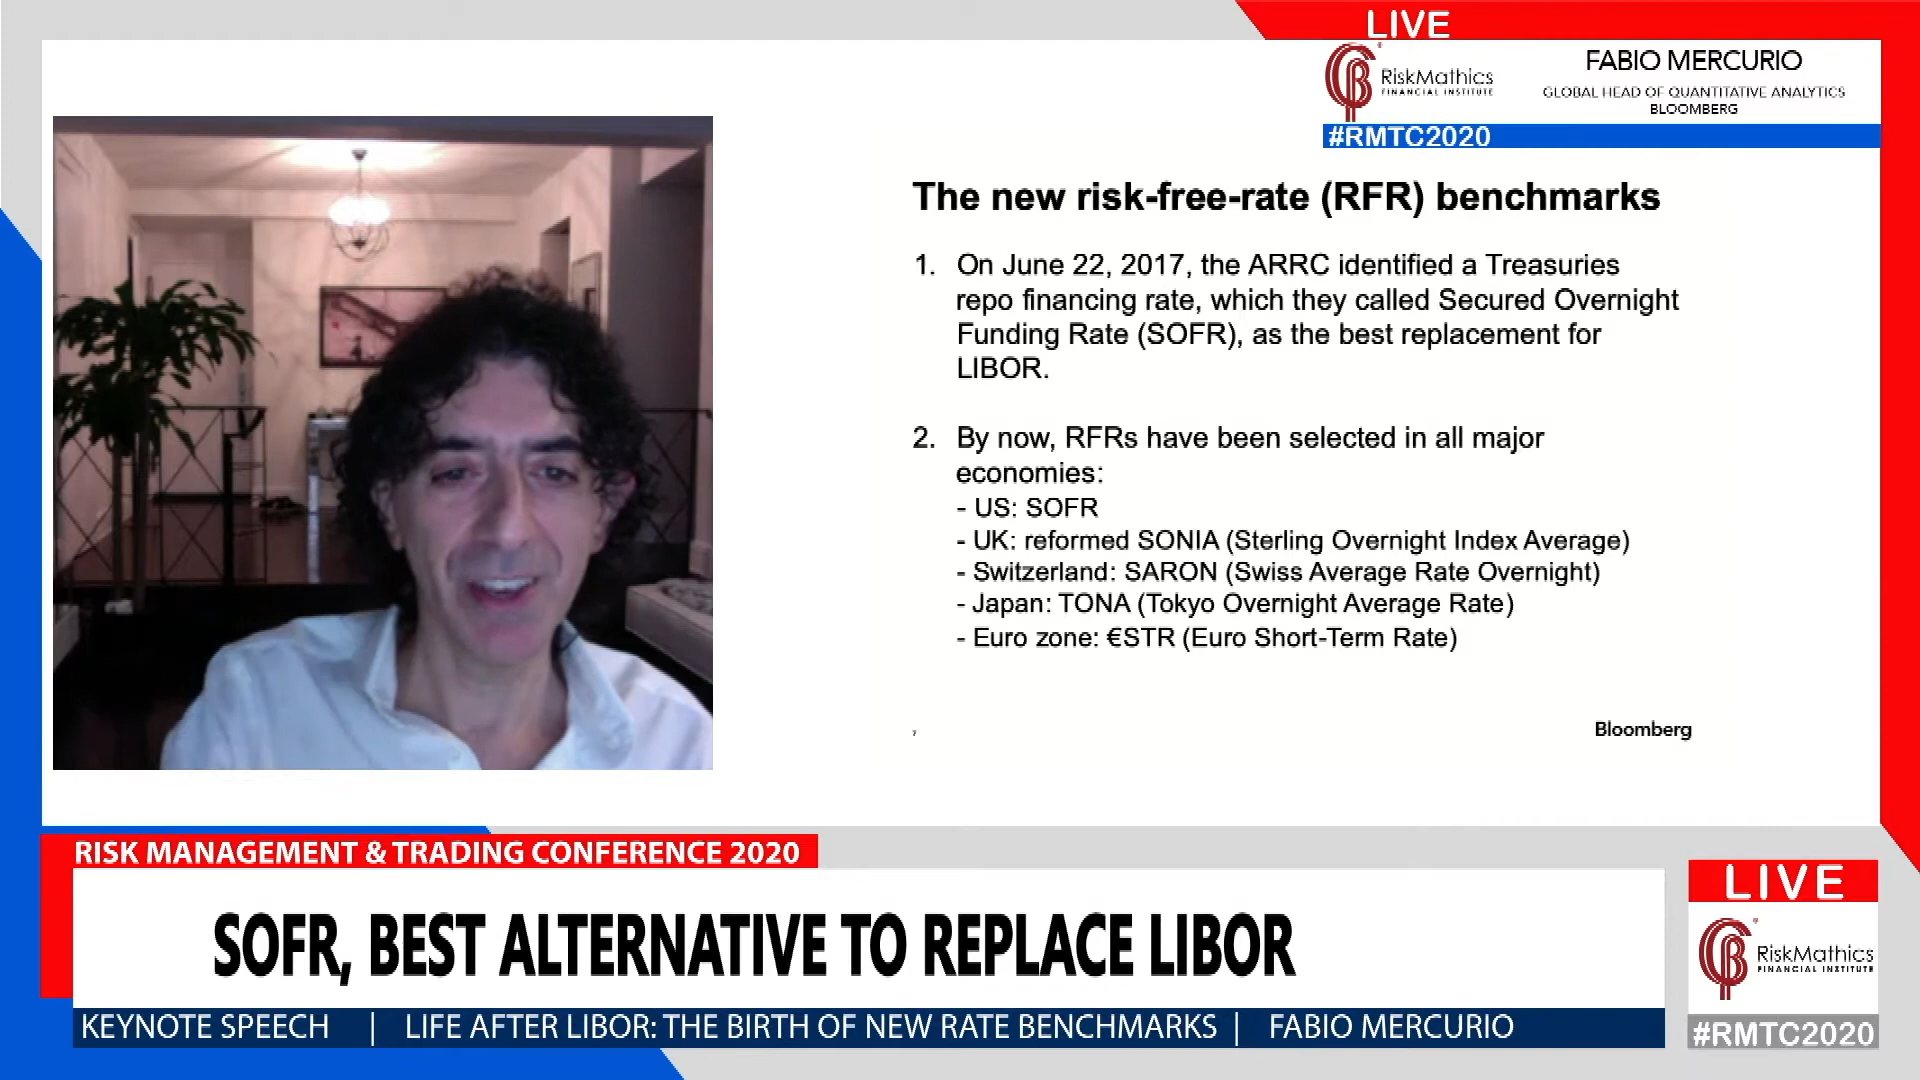 LIVE
RiskMathics
FINANCIAL INSTITUTE
FABIO MERCURIO
GLOBAL HEAD OF QUANTITATIVE ANALYTICS
BLOOMBERG
#RMTC2020
The new risk-free-rate (RFR) benchmarks
1. On June 22, 2017, the ARRC identified a Treasuries
repo financing rate, which they called Secured Overnight
Funding Rate (SOFR), as the best replacement for
LIBOR.
2. By now, RFRs have been selected in all major
economies:
- US: SOFR
- UK: reformed SONIA (Sterling Overnight Index Average)
- Switzerland: SARON (Swiss Average Rate Overnight)
- Japan: TONA (Tokyo Overnight Average Rate)
- Euro zone: €STR (Euro Short-Term Rate)
Bloomberg
RISK MANAGEMENT & TRADING CONFERENCE 2020
SOFR, BEST ALTERNATIVE TO REPLACE LIBOR
KEYNOTE SPEECH | LIFE AFTER LIBOR: THE BIRTH OF NEW RATE BENCHMARKS | FABIO MERCURIO
LIVE
RiskMathics
FINANCIAL INSTITUTE
#RMTC2020